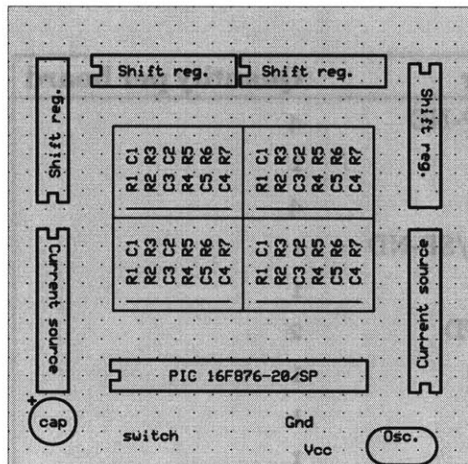 Shift reg. Shift reg.
Shift reg.
Shift reg.
C1 R3 C2 R5 R6 R7
R1 R2 C3 R4 C5 C4
C1 R3 C2 R5 R6 R7
R1 R2 C3 R4 C5 C4
C1 R3 C2 R5 R6 R7
R1 R2 C3 R4 C5 C4
C1 R3 C2 R5 R6 R7
R1 R2 C3 R4 C5 C4
Current source
Current source
PIC 16F876-20/SP
+
cap
switch
Gnd
Vcc
Osc.